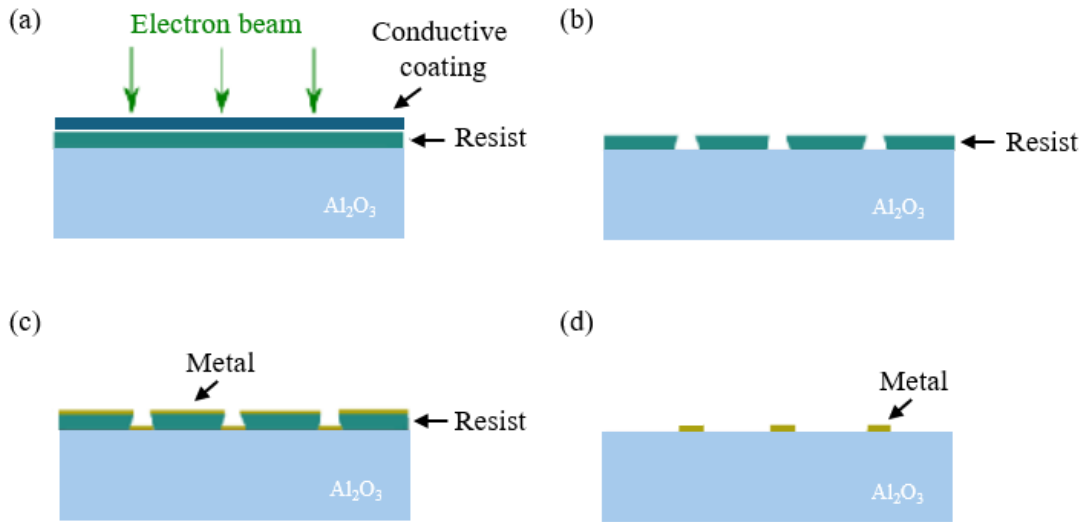 (a)
Electron beam
Conductive
coating
Resist
Al₂O₃
(b)
Resist
Al₂O₃
(c)
Metal
Resist
Al₂O₃
(d)
Metal
Al₂O₃